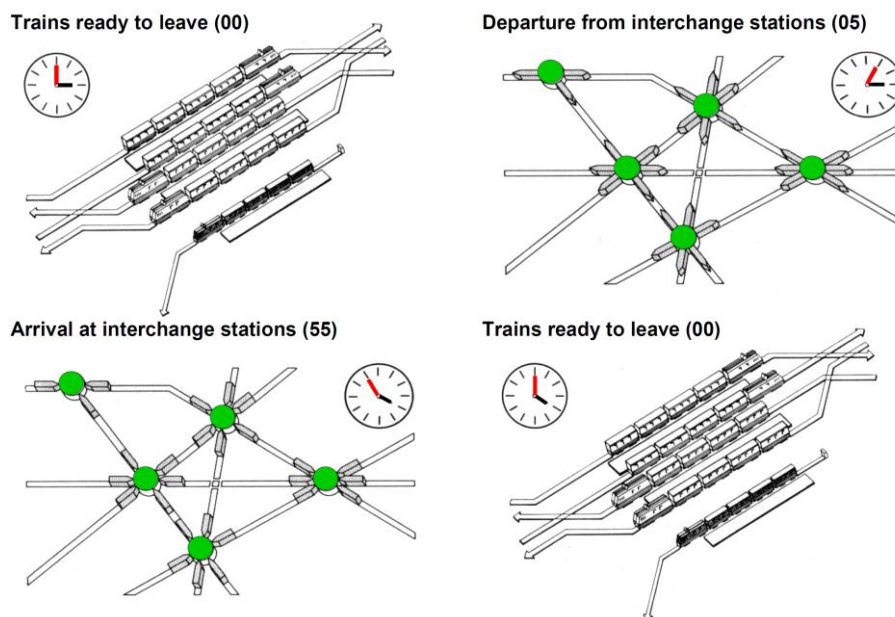 Trains ready to leave (00)
Departure from interchange stations (05)
Arrival at interchange stations (55)
Trains ready to leave (00)